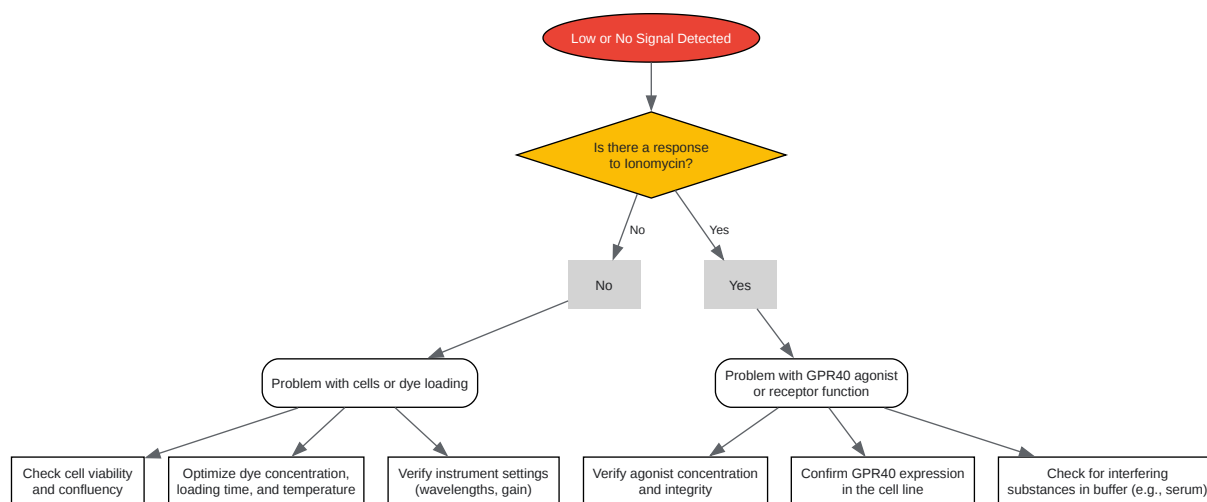 Low or No Signal Detected
Is there a response
to Ionomycin?
No
Yes
No
Yes
Problem with cells or dye loading
Problem with GPR40 agonist
or receptor function
Check cell viability
and confluency
Optimize dye concentration,
loading time, and temperature
Verify instrument settings
(wavelengths, gain)
Verify agonist concentration
and integrity
Confirm GPR40 expression
in the cell line
Check for interfering
substances in buffer (e.g., serum)